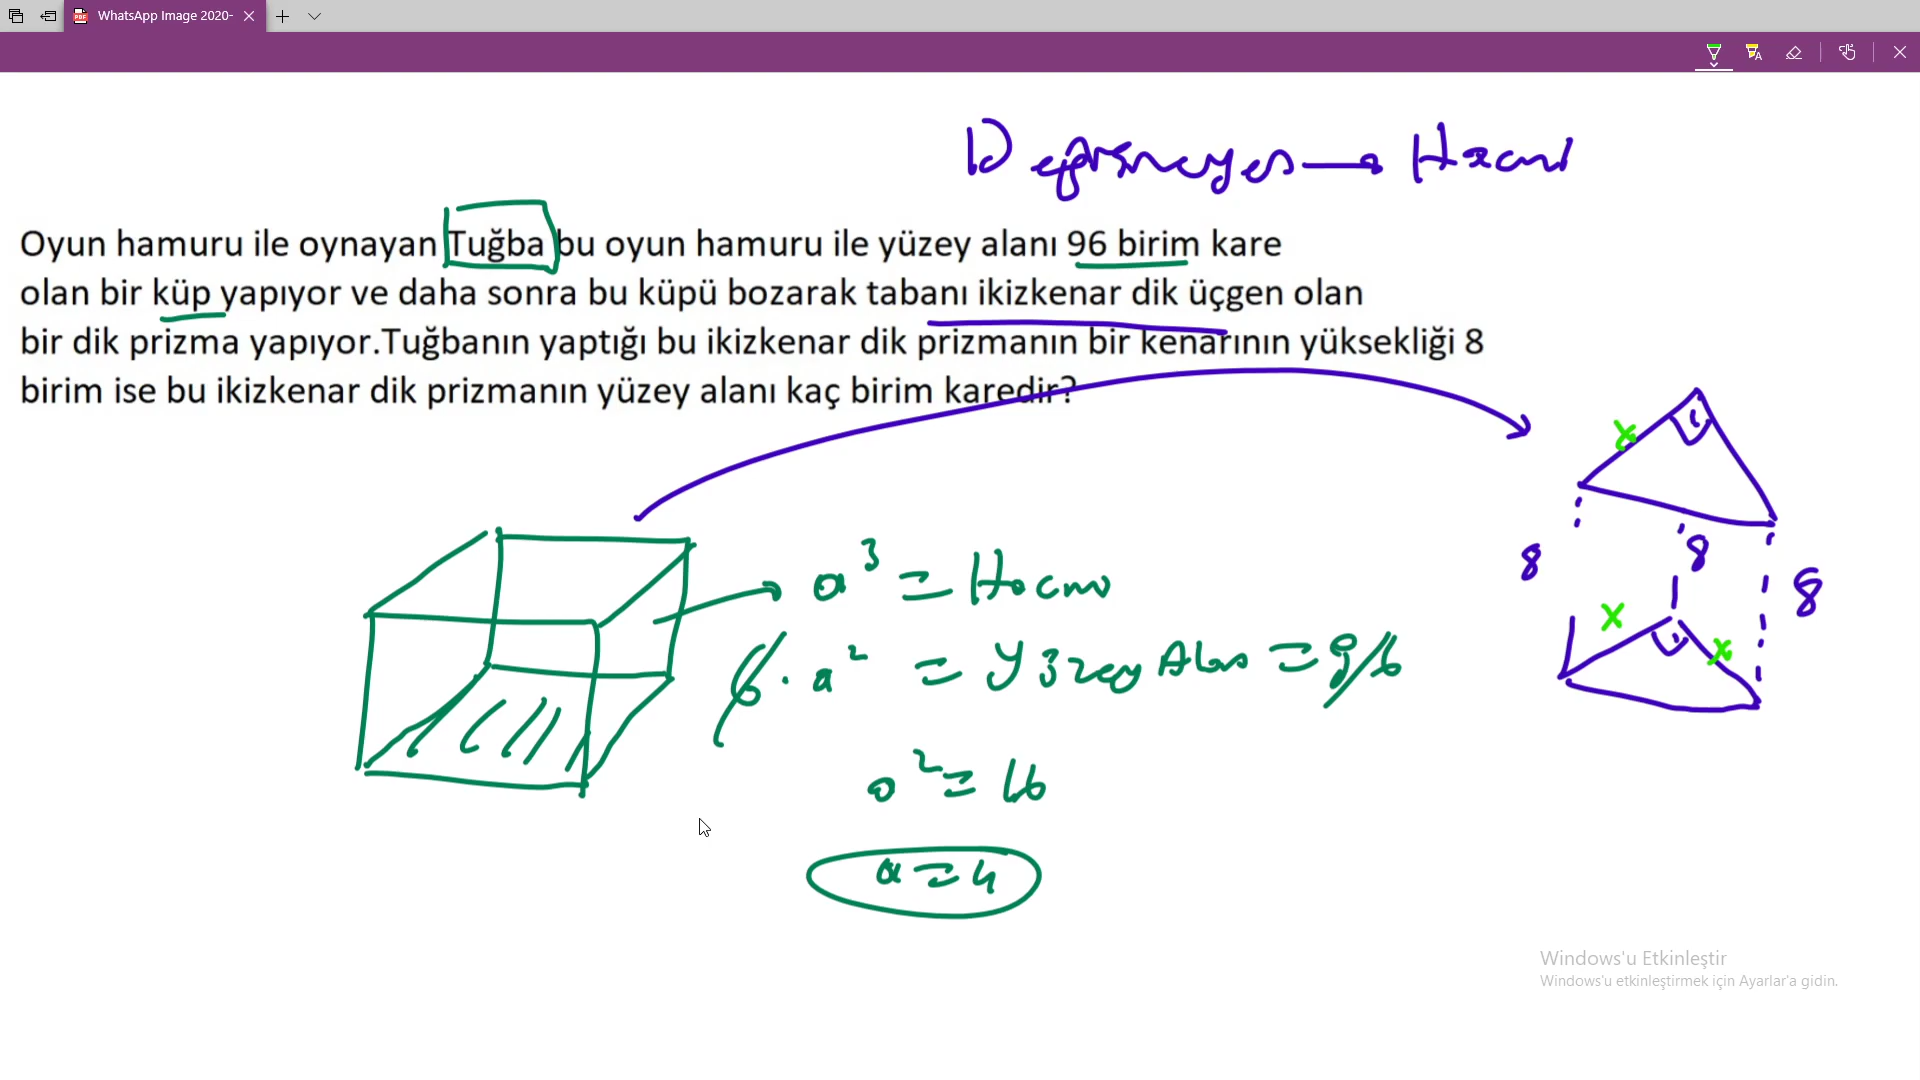 WhatsApp Image 2020-
Değişmeyen → Hacmi
Oyun hamuru ile oynayan Tuğba bu oyun hamuru ile yüzey alanı 96 birim kare
olan bir küp yapıyor ve daha sonra bu küpü bozarak tabanı ikizkenar dik üçgen olan
bir dik prizma yapıyor.Tuğbanın yaptığı bu ikizkenar dik prizmanın bir kenarının yüksekliği 8
birim ise bu ikizkenar dik prizmanın yüzey alanı kaç birim karedir?
x
8 8 8
a³ = Hacmi
x x
6 · a² = Yüzey Alanı = 96
a² = 16
a = 4
Windows'u Etkinleştir
Windows'u etkinleştirmek için Ayarlar'a gidin.